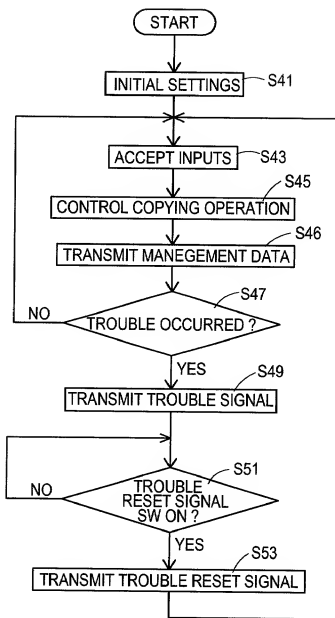 START
INITIAL SETTINGS
S41
ACCEPT INPUTS
S43
CONTROL COPYING OPERATION
S45
TRANSMIT MANEGEMENT DATA
S46
TROUBLE OCCURRED ?
S47
NO
YES
TRANSMIT TROUBLE SIGNAL
S49
TROUBLE
RESET SIGNAL
SW ON ?
S51
NO
YES
TRANSMIT TROUBLE RESET SIGNAL
S53